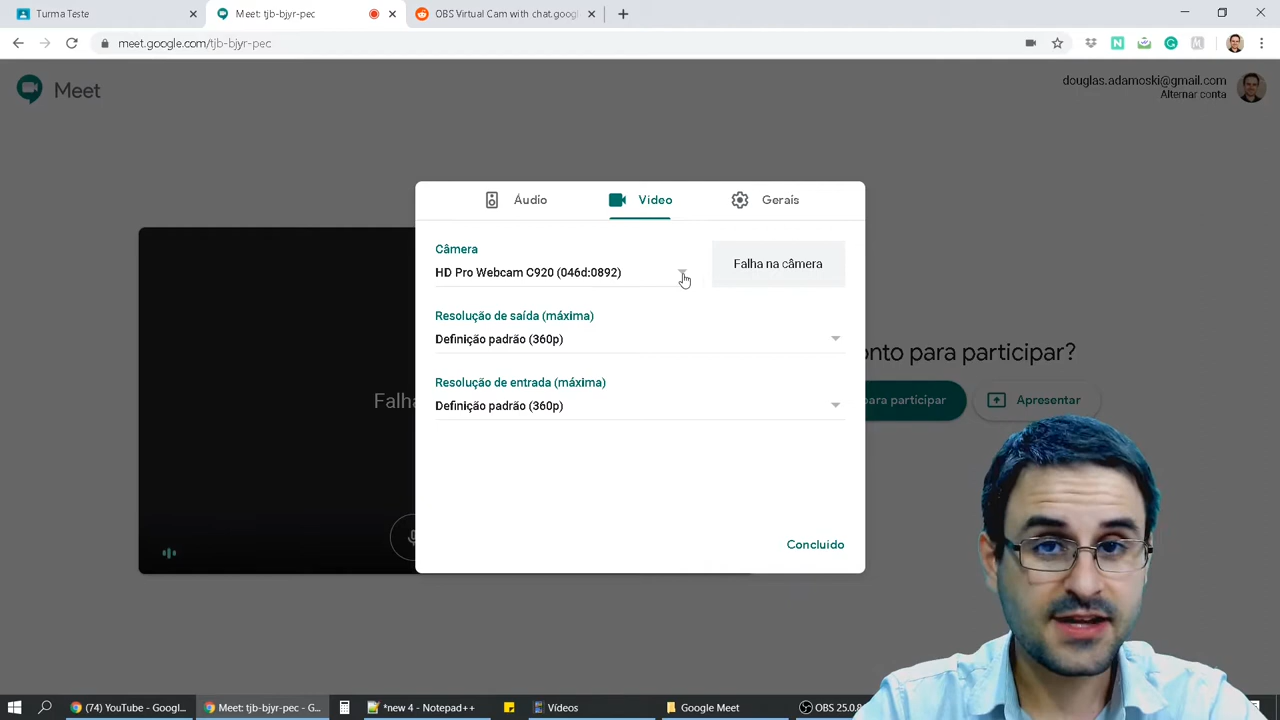 Turma Teste
Meet: tjb-bjyr-pec
OBS Virtual Cam with chat.googl
meet.google.com/tjb-bjyr-pec
Meet
douglas.adamoski@gmail.com
Alternar conta
Áudio
Vídeo
Gerais
Câmera
HD Pro Webcam C920 (046d:0892)
Falha na câmera
Resolução de saída (máxima)
Definição padrão (360p)
Resolução de entrada (máxima)
Definição padrão (360p)
Concluído
onto para participar?
para participar
Apresentar
Falha
(74) YouTube - Googl...
Meet: tjb-bjyr-pec - G...
*new 4 - Notepad++
Vídeos
Google Meet
OBS 25.0.8